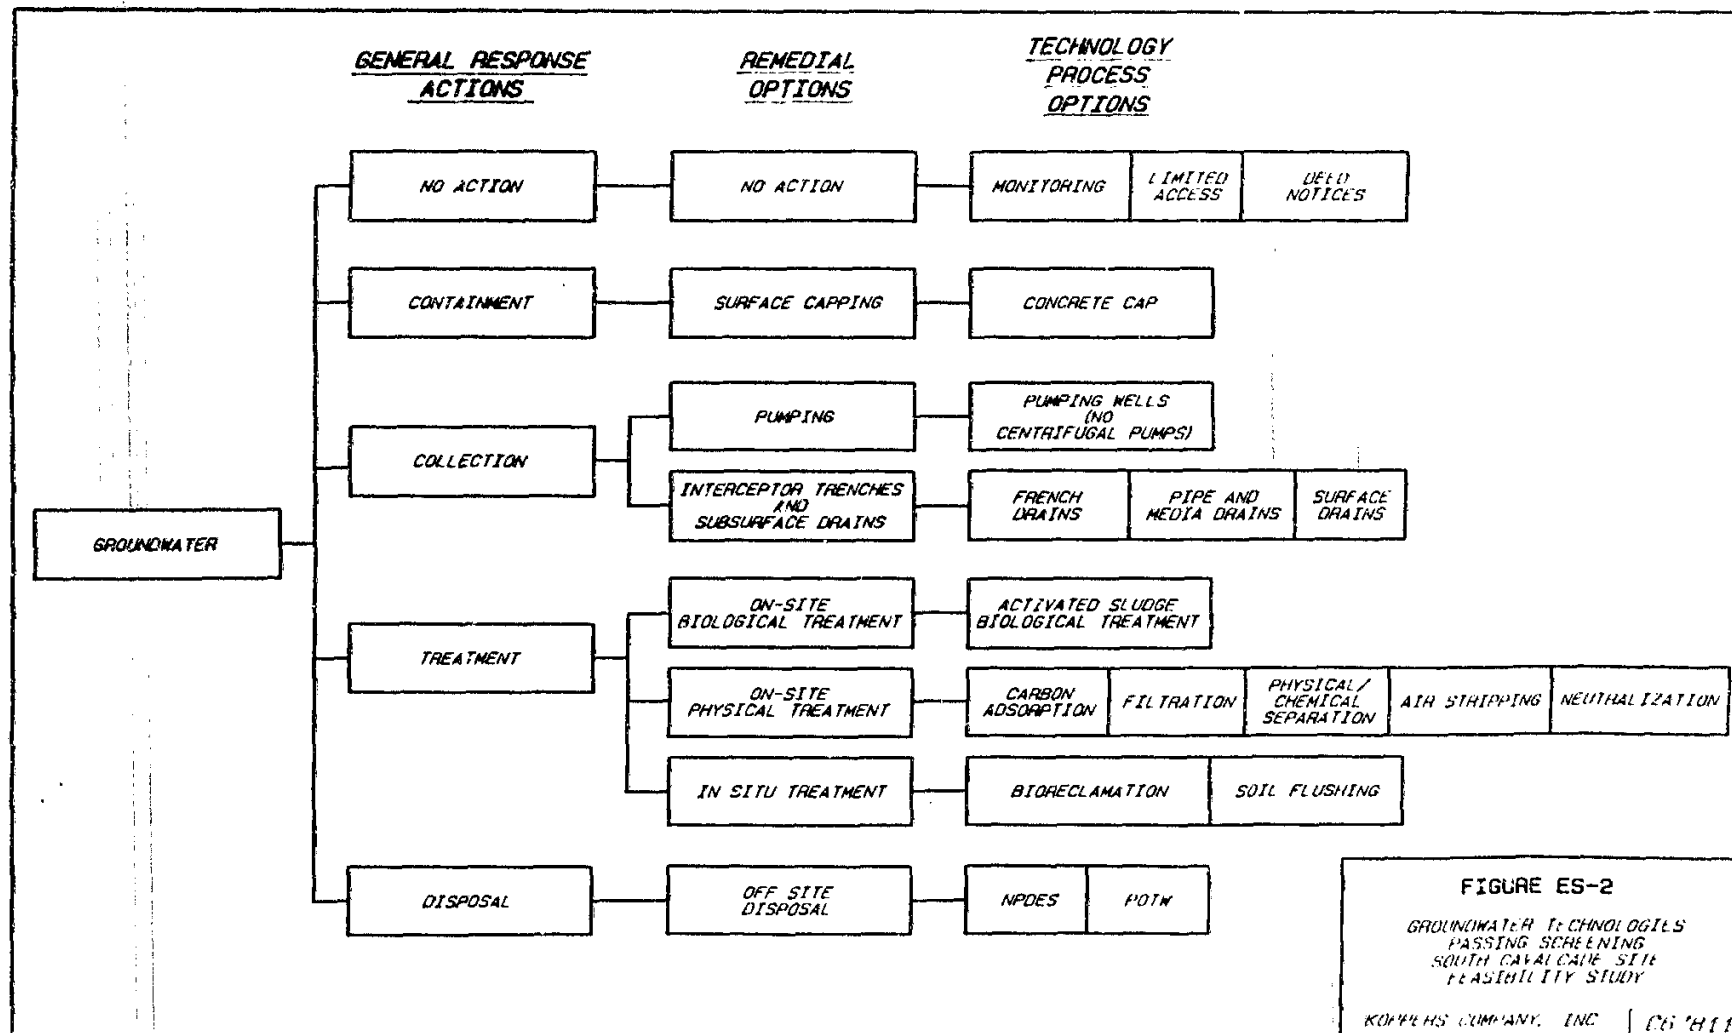 GENERAL RESPONSE
ACTIONS
REMEDIAL
OPTIONS
TECHNOLOGY
PROCESS
OPTIONS
NO ACTION
NO ACTION
MONITORING
LIMITED
ACCESS
DEED
NOTICES
CONTAINMENT
SURFACE CAPPING
CONCRETE CAP
COLLECTION
PUMPING
PUMPING WELLS
(NO
CENTRIFUGAL PUMPS)
INTERCEPTOR TRENCHES
AND
SUBSURFACE DRAINS
FRENCH
DRAINS
PIPE AND
MEDIA DRAINS
SURFACE
DRAINS
GROUNDWATER
TREATMENT
ON-SITE
BIOLOGICAL TREATMENT
ACTIVATED SLUDGE
BIOLOGICAL TREATMENT
ON-SITE
PHYSICAL TREATMENT
CARBON
ADSORPTION
FILTRATION
PHYSICAL/
CHEMICAL
SEPARATION
AIR STRIPPING
NEUTRALIZATION
IN SITU TREATMENT
BIORECLAMATION
SOIL FLUSHING
DISPOSAL
OFF SITE
DISPOSAL
NPDES
POTW
FIGURE ES-2
GROUNDWATER TECHNOLOGIES
PASSING SCREENING
SOUTH CAVALCADE SITE
FEASIBILITY STUDY
KOPPERS COMPANY, INC